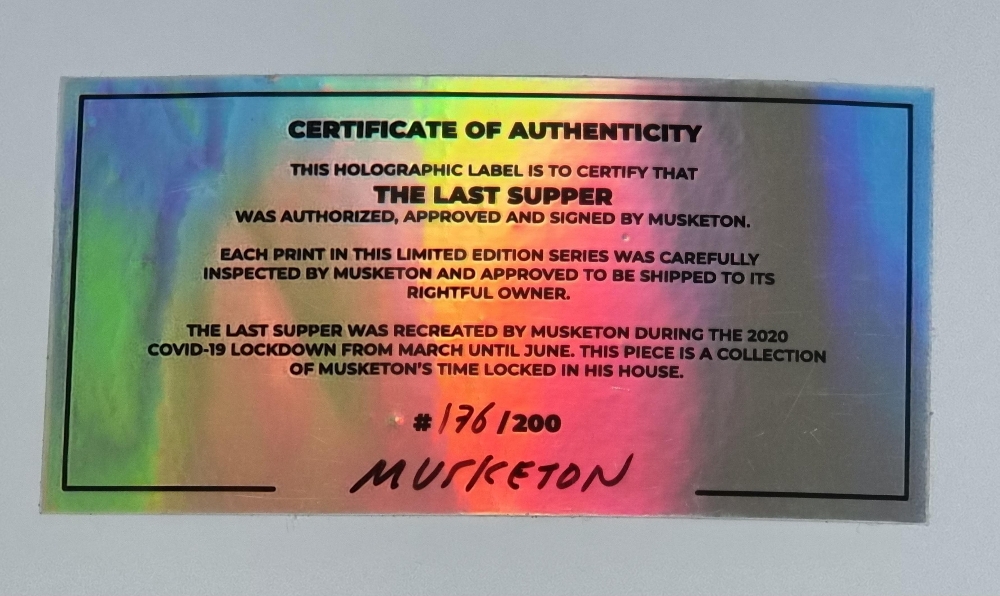 CERTIFICATE OF AUTHENTICITY
THIS HOLOGRAPHIC LABEL IS TO CERTIFY THAT
THE LAST SUPPER
WAS AUTHORIZED, APPROVED AND SIGNED BY MUSKETON.
EACH PRINT IN THIS LIMITED EDITION SERIES WAS CAREFULLY
INSPECTED BY MUSKETON AND APPROVED TO BE SHIPPED TO ITS
RIGHTFUL OWNER.
THE LAST SUPPER WAS RECREATED BY MUSKETON DURING THE 2020
COVID-19 LOCKDOWN FROM MARCH UNTIL JUNE. THIS PIECE IS A COLLECTION
OF MUSKETON'S TIME LOCKED IN HIS HOUSE.
#176/200
MUSKETON